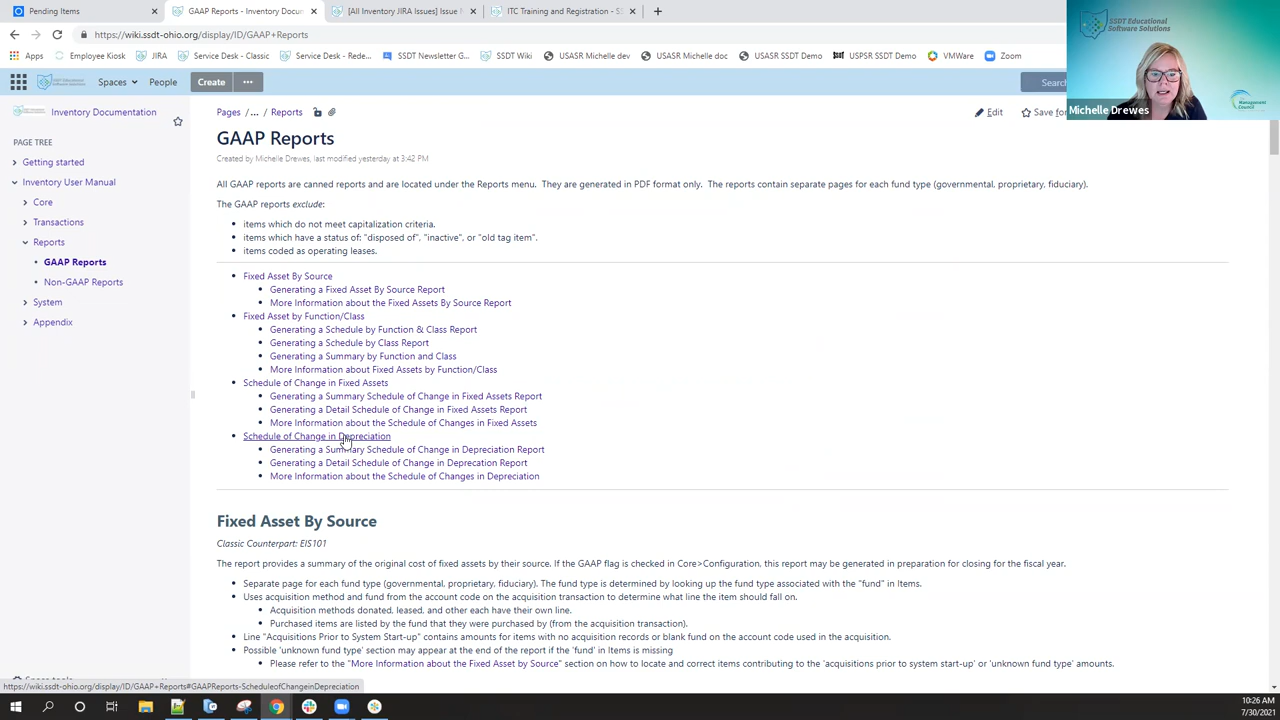 Pending Items
GAAP Reports - Inventory Docum
[All Inventory JIRA Issues] Issue
ITC Training and Registration - SS
https://wiki.ssdt-ohio.org/display/ID/GAAP+Reports
Apps
Employee Kiosk
JIRA
Service Desk - Classic
Service Desk - Rede...
SSDT Newsletter G...
SSDT Wiki
USASR Michelle dev
USASR Michelle doc
USASR SSDT Demo
USPSR SSDT Demo
VMWare
Zoom
SSDT Educational
Software Solutions
Management
Council
Michelle Drewes
Spaces
People
Create
Search
Inventory Documentation
PAGE TREE
Getting started
Inventory User Manual
Core
Transactions
Reports
GAAP Reports
Non-GAAP Reports
System
Appendix
Pages /... / Reports
Edit
Save for
GAAP Reports
Created by Michelle Drewes, last modified yesterday at 3:42 PM
All GAAP reports are canned reports and are located under the Reports menu. They are generated in PDF format only. The reports contain separate pages for each fund type (governmental, proprietary, fiduciary).
The GAAP reports exclude:
items which do not meet capitalization criteria.
items which have a status of: "disposed of", "inactive", or "old tag item".
items coded as operating leases.
Fixed Asset By Source
Generating a Fixed Asset By Source Report
More Information about the Fixed Assets By Source Report
Fixed Asset by Function/Class
Generating a Schedule by Function & Class Report
Generating a Schedule by Class Report
Generating a Summary by Function and Class
More Information about Fixed Assets by Function/Class
Schedule of Change in Fixed Assets
Generating a Summary Schedule of Change in Fixed Assets Report
Generating a Detail Schedule of Change in Fixed Assets Report
More Information about the Schedule of Changes in Fixed Assets
Schedule of Change in Depreciation
Generating a Summary Schedule of Change in Depreciation Report
Generating a Detail Schedule of Change in Deprecation Report
More Information about the Schedule of Changes in Depreciation
Fixed Asset By Source
Classic Counterpart: EIS101
The report provides a summary of the original cost of fixed assets by their source. If the GAAP flag is checked in Core>Configuration, this report may be generated in preparation for closing for the fiscal year.
Separate page for each fund type (governmental, proprietary, fiduciary). The fund type is determined by looking up the fund type associated with the "fund" in Items.
Uses acquisition method and fund from the account code on the acquisition transaction to determine what line the item should fall on.
Acquisition methods donated, leased, and other each have their own line.
Purchased items are listed by the fund that they were purchased by (from the acquisition transaction).
Line "Acquisitions Prior to System Start-up" contains amounts for items with no acquisition records or blank fund on the account code used in the acquisition.
Possible 'unknown fund type' section may appear at the end of the report if the 'fund' in Items is missing
Please refer to the "More Information about the Fixed Asset by Source" section on how to locate and correct items contributing to the 'acquisitions prior to system start-up' or 'unknown fund type' amounts.
https://wiki.ssdt-ohio.org/display/ID/GAAP+Reports#GAAPReports-ScheduleofChangeinDepreciation
10:26 AM
7/30/2021